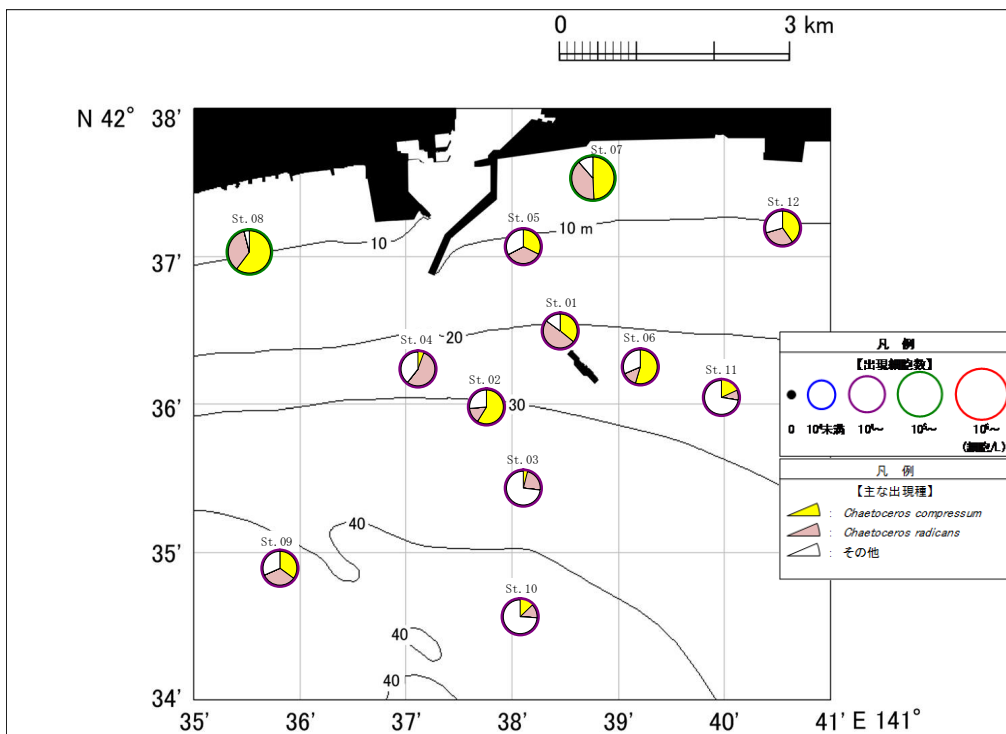 0 3 km
N 42° 38'
St. 07
St. 12
St. 08
St. 05
10
10 m
37'
St. 01
20
St. 04
St. 06
St. 11
St. 02
36'
30
St. 03
40
St. 09
35'
St. 10
40
40
34'
35' 36' 37' 38' 39' 40' 41' E 141°
凡 例
【出現細胞数】
0 10⁴未満 10⁴~ 10⁵~ 10⁶~
(細胞/L)
凡 例
【主な出現種】
: Chaetoceros compressum
: Chaetoceros radicans
: その他